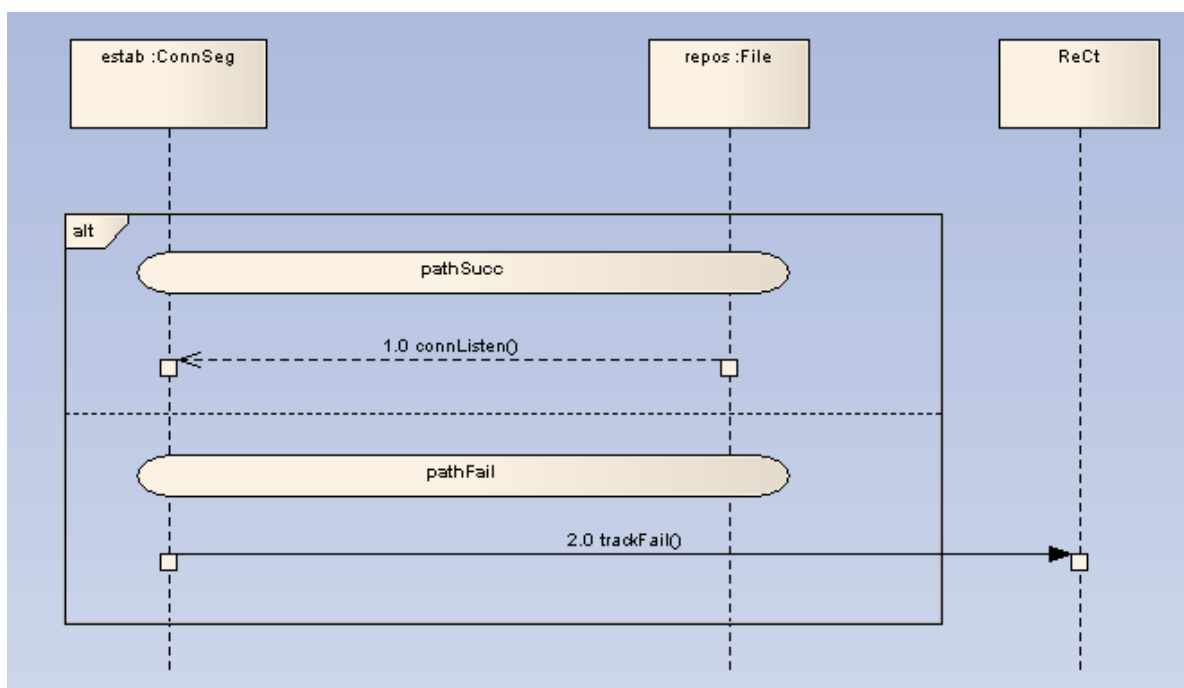 estab :ConnSeg
repos :File
ReCt
alt
pathSucc
1.0 connListen()
pathFail
2.0 trackFail()